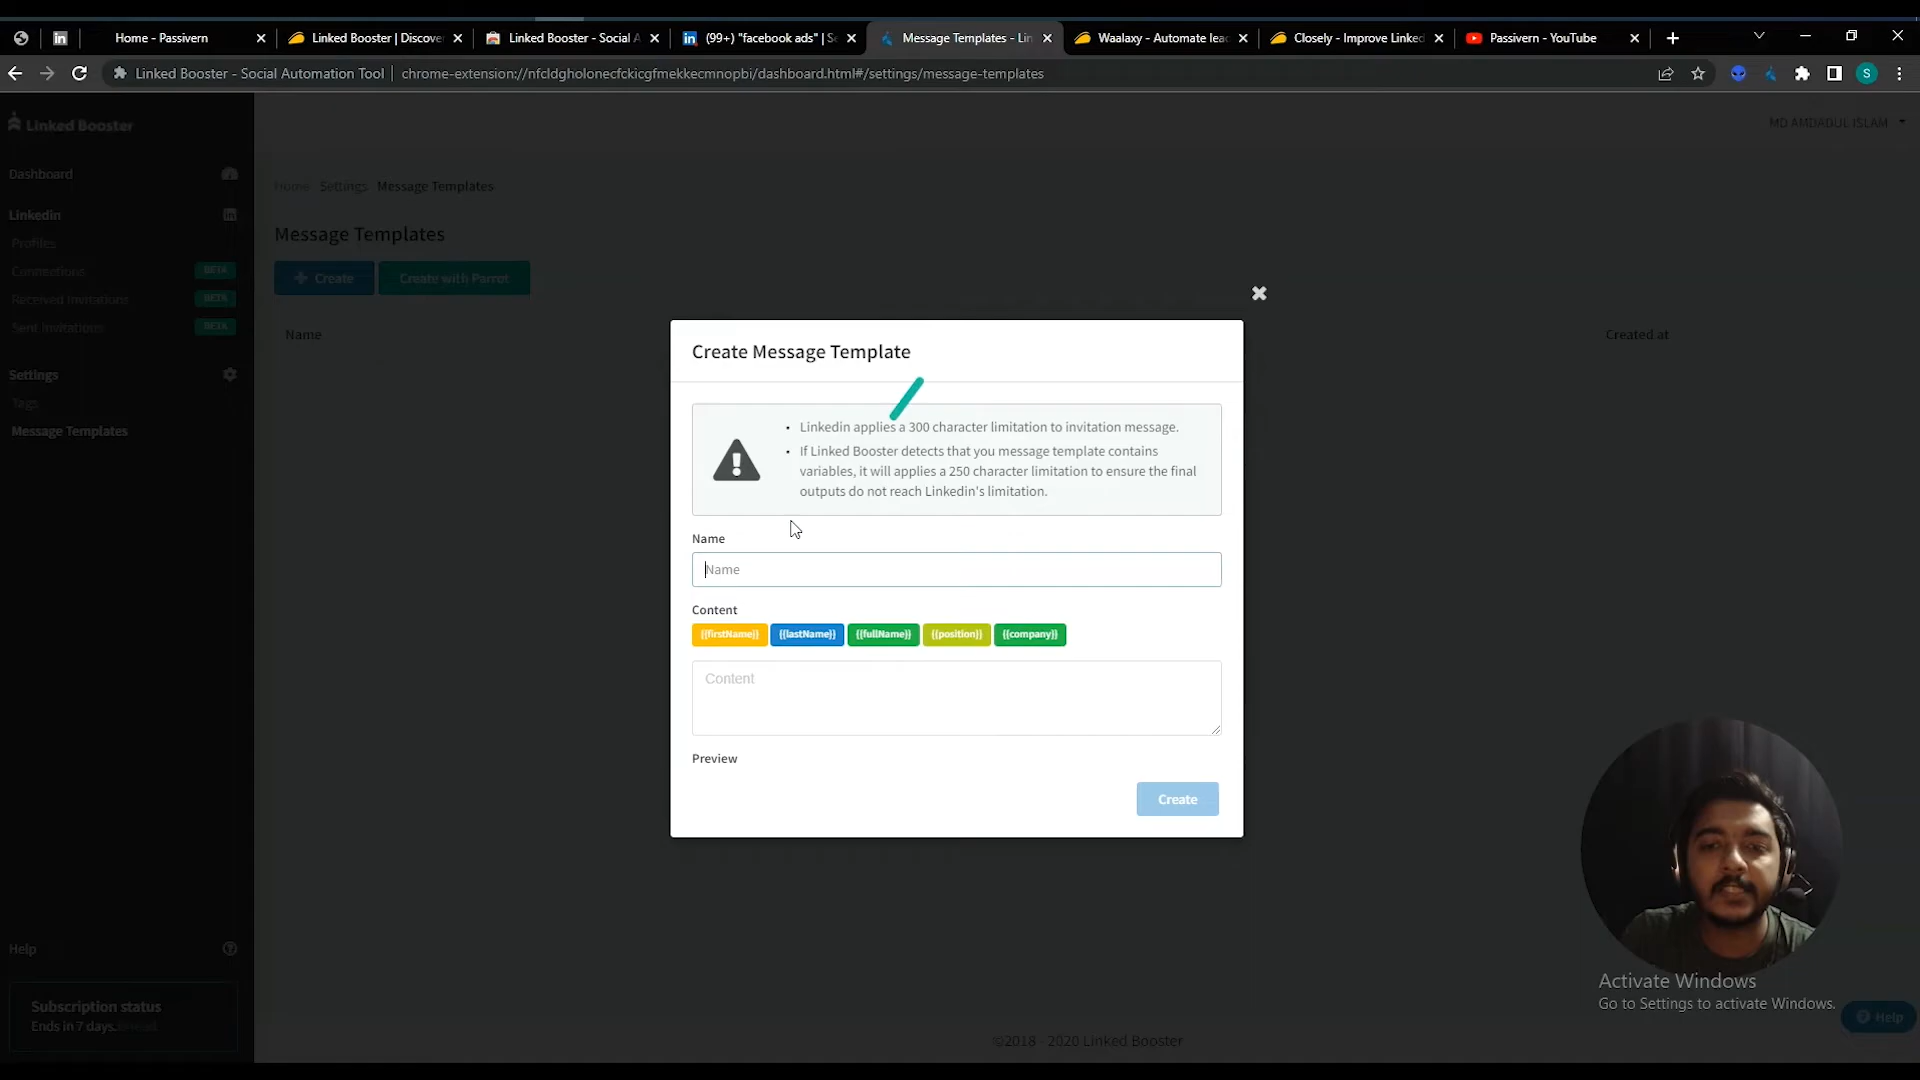 Home - Passivern
Linked Booster | Discove
Linked Booster - Social A
(99+) "facebook ads" | Se
Message Templates - Lin
Waalaxy - Automate lea
Closely - Improve Linked
Passivern - YouTube
Linked Booster - Social Automation Tool
chrome-extension://nfcldgholonecfckicgfmekkecmnopbi/dashboard.html#/settings/message-templates
S
Linked Booster
MD AMDADUL ISLAM
Dashboard
Linkedin
Profiles
Connections BETA
Received Invitations BETA
Sent Invitations BETA
Settings
Tags
Message Templates
Home Settings Message Templates
Message Templates
+ Create
Create with Parrot
Name
Created at
Create Message Template
• Linkedin applies a 300 character limitation to invitation message.
• If Linked Booster detects that you message template contains
variables, it will applies a 250 character limitation to ensure the final
outputs do not reach Linkedin's limitation.
Name
Name
Content
{{firstName}} {{lastName}} {{fullName}} {{position}} {{company}}
Content
Preview
Create
Help
Subscription status
Ends in 7 days.
Activate Windows
Go to Settings to activate Windows.
Help
©2018 - 2020 Linked Booster